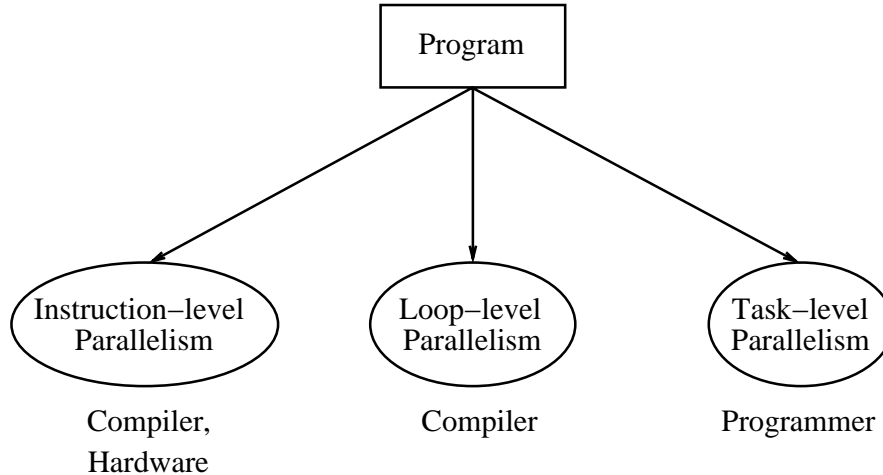 Program
Instruction−level
Parallelism
Loop−level
Parallelism
Task−level
Parallelism
Compiler,
Hardware
Compiler
Programmer